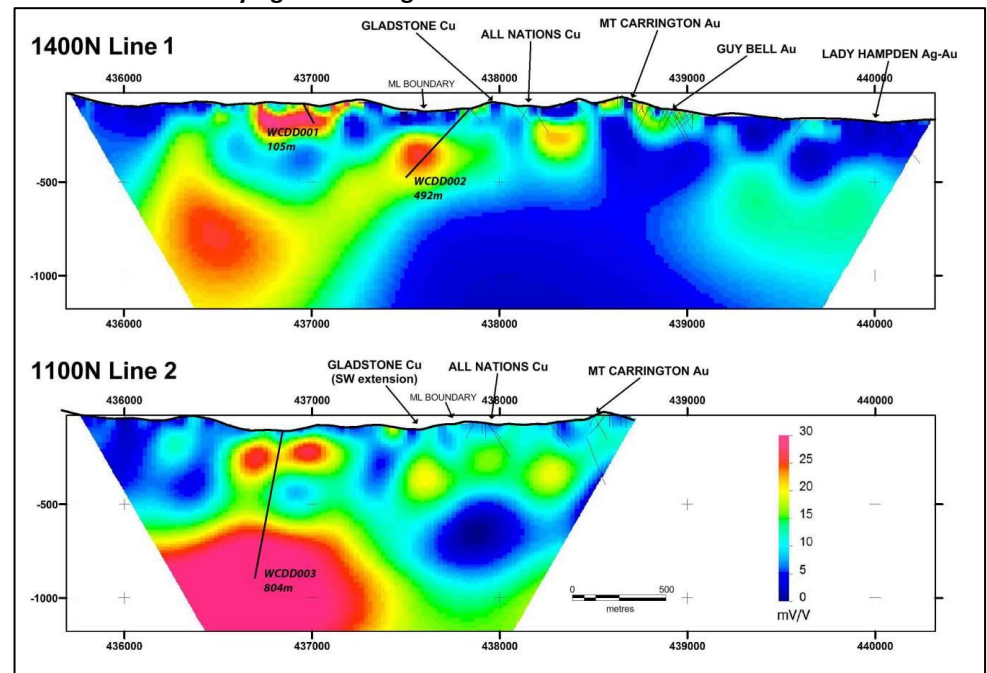 GLADSTONE Cu
ALL NATIONS Cu
MT CARRINGTON Au
GUY BELL Au
LADY HAMPDEN Ag-Au
1400N Line 1
436000 437000 438000 439000 440000
ML BOUNDARY
WCDD001
105m
WCDD002
492m
-500
-1000
436000 437000 438000 439000 440000
1100N Line 2
GLADSTONE Cu
(SW extension)
ML BOUNDARY
ALL NATIONS Cu
MT CARRINGTON Au
436000 437000 438000 439000 440000
-500
-1000
WCDD003
804m
0 500
metres
30
25
20
15
10
5
0
mV/V
436000 437000 438000 439000 440000